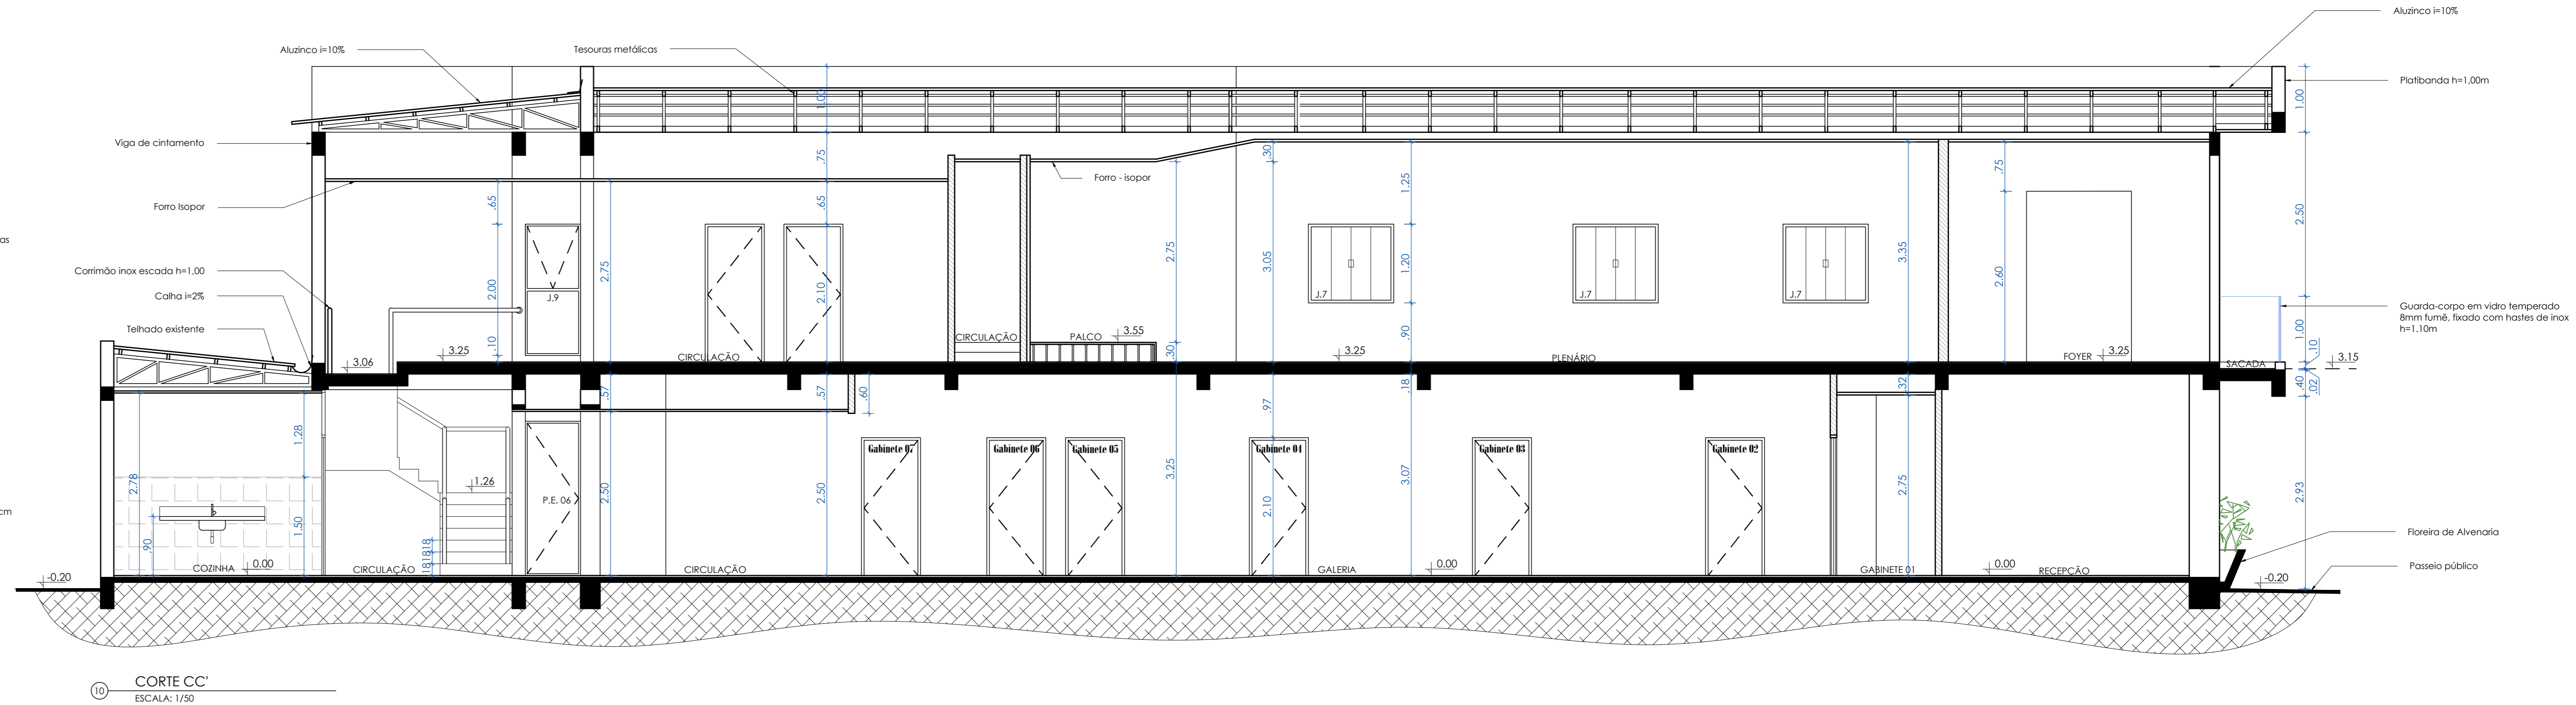 Aluzinco i=10%
Aluzinco i=10%
Tesouras metálicas
Platibanda h=1,00m
1.00
1.00
Viga de cintamento
.75
.30
.75
1.25
Forro - isopor
Forro Isopor
.65
.65
2.50
as
2.75
3.05
1.20
3.35
2.60
Corrimão inox escada h=1,00
2.00
2.75
2.10
Calha i=2%
J.9
J.7
J.7
J.7
Guarda-corpo em vidro temperado
8mm fumê, fixado com hastes de inox
h=1.10m
Telhado existente
CIRCULAÇÃO
PALCO
3.55
.90
1.00
.10
3.06
3.25
CIRCULAÇÃO
.30
3.25
PLENÁRIO
FOYER
3.25
.10
3.15
SACADA
.57
.57
.60
.18
.32
.40
.02
.97
1.28
Gabinete 07
Gabinete 06
Gabinete 05
Gabinete 04
Gabinete 03
Gabinete 02
2.78
1.26
P.E. 06
2.50
2.50
3.25
2.10
3.07
2.75
2.93
cm
1.50
.90
18
18
18
Floreira de Alvenaria
-0.20
COZINHA
0.00
CIRCULAÇÃO
CIRCULAÇÃO
GALERIA
0.00
GABINETE 01
0.00
RECEPÇÃO
-0.20
Passeio público
10
CORTE CC'
ESCALA: 1/50